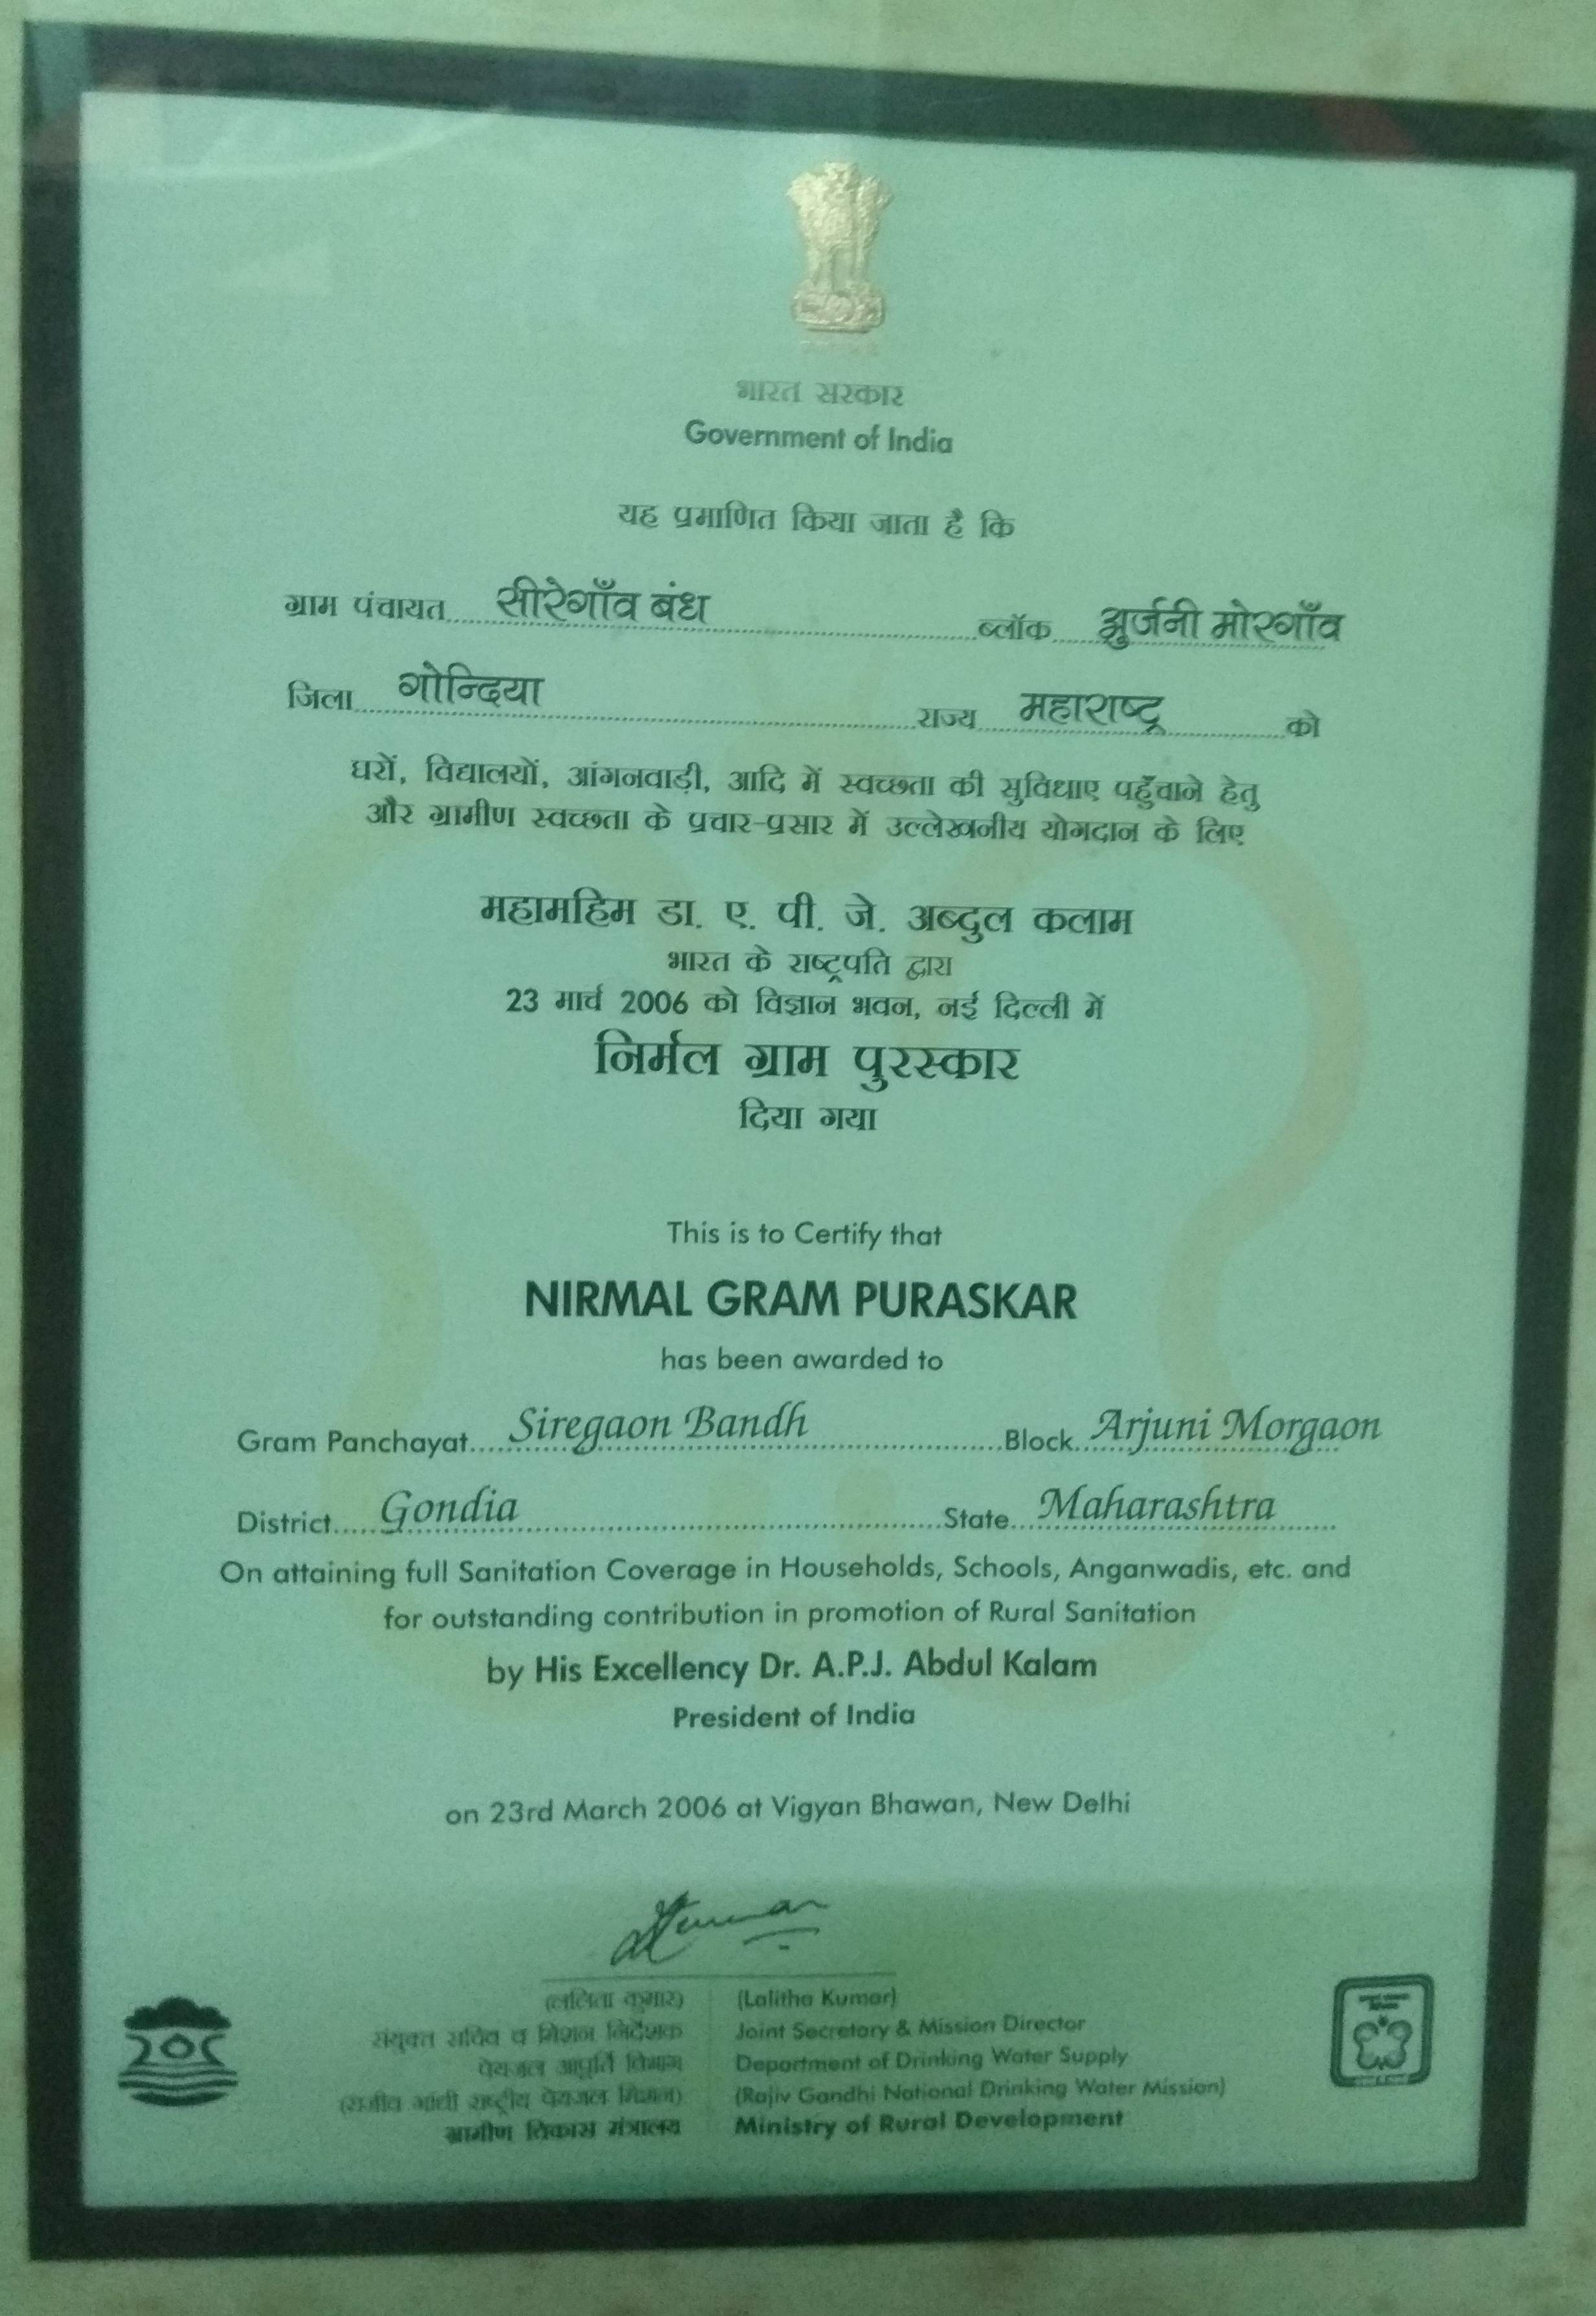 भारत सरकार
Government of India
यह प्रमाणित किया जाता है कि
ग्राम पंचायत सीरेगाँव बंध ब्लॉक झुर्जनी मोरगाँव
जिला गोन्दिया राज्य महाराष्ट्र को
घरों, विद्यालयों, आंगनवाड़ी, आदि में स्वच्छता की सुविधाए पहुँचाने हेतु
और ग्रामीण स्वच्छता के प्रचार-प्रसार में उल्लेखनीय योगदान के लिए
महामहिम डा. ए. पी. जे. अब्दुल कलाम
भारत के राष्ट्रपति द्वारा
23 मार्च 2006 को विज्ञान भवन, नई दिल्ली में
निर्मल ग्राम पुरस्कार
दिया गया
This is to Certify that
NIRMAL GRAM PURASKAR
has been awarded to
Gram Panchayat Siregaon Bandh Block Arjuni Morgaon
District Gondia State Maharashtra
On attaining full Sanitation Coverage in Households, Schools, Anganwadis, etc. and
for outstanding contribution in promotion of Rural Sanitation
by His Excellency Dr. A.P.J. Abdul Kalam
President of India
on 23rd March 2006 at Vigyan Bhawan, New Delhi
(ललिता कुमार) (Lalitha Kumar)
संयुक्त सचिव व मिशन निर्देशक Joint Secretary & Mission Director
पेयजल आपूर्ति विभाग Department of Drinking Water Supply
(राजीव गांधी राष्ट्रीय पेयजल मिशन) (Rajiv Gandhi National Drinking Water Mission)
ग्रामीण विकास मंत्रालय Ministry of Rural Development